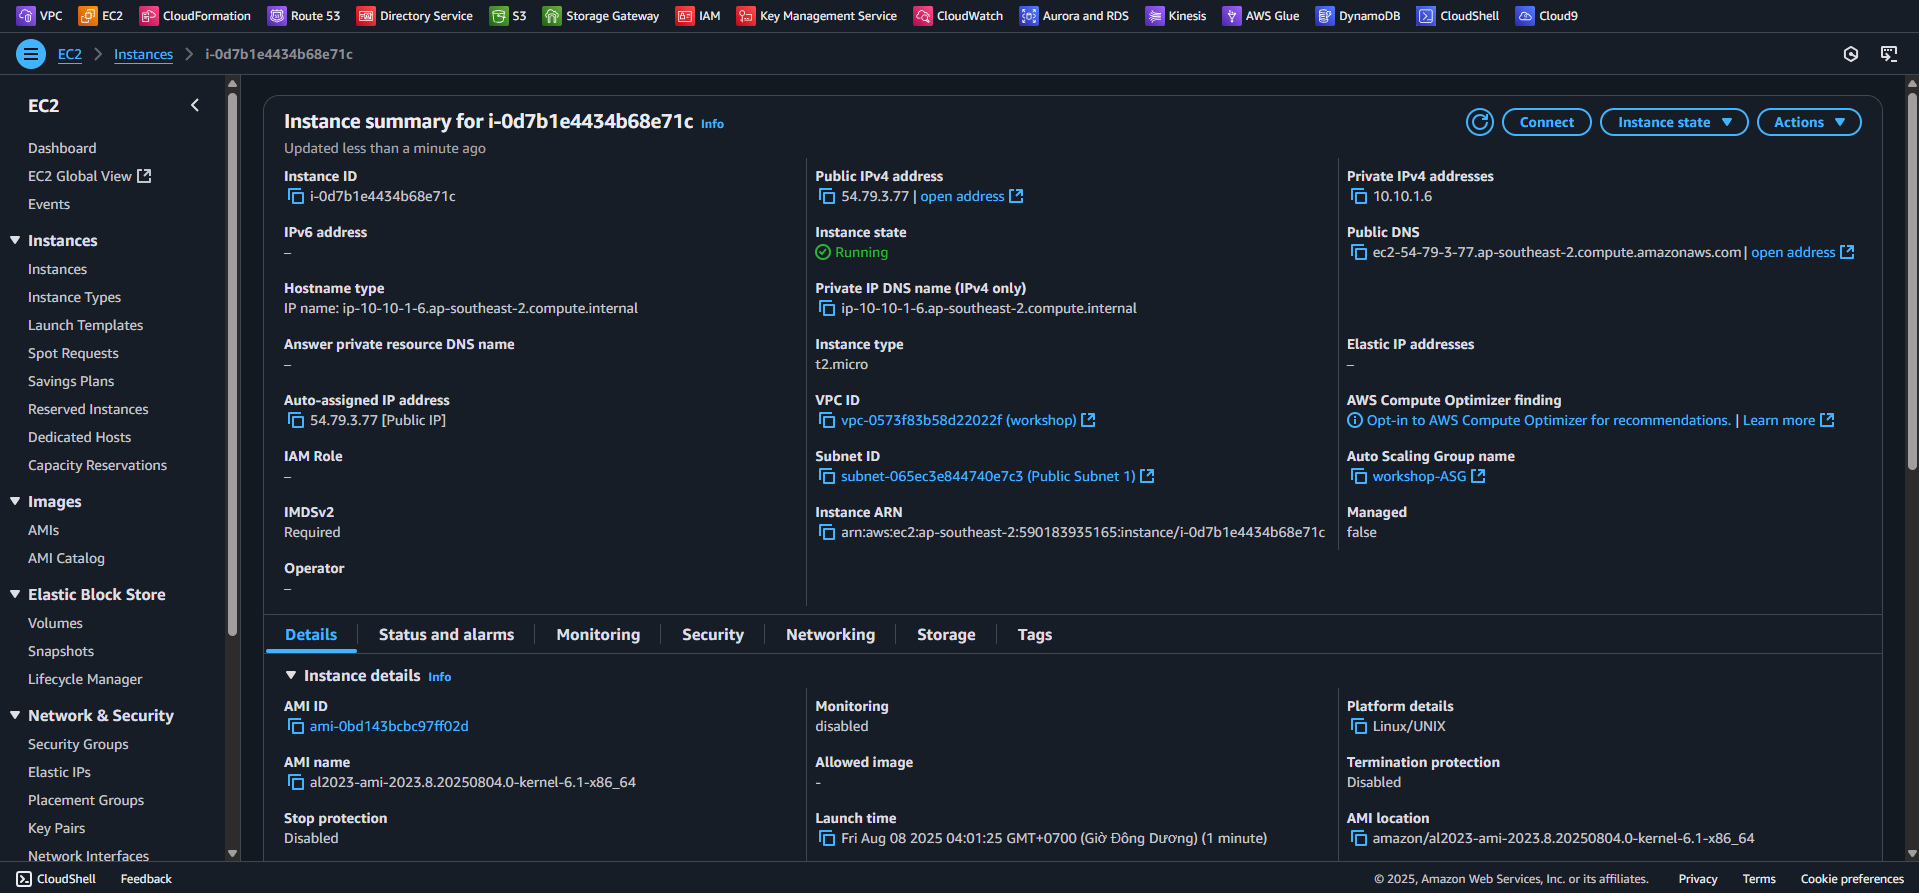 VPC EC2 CloudFormation Route 53 Directory Service S3 Storage Gateway IAM Key Management Service CloudWatch Aurora and RDS Kinesis AWS Glue DynamoDB CloudShell Cloud9
EC2 Instances i-0d7b1e4434b68e71c
EC2
Dashboard
EC2 Global View
Events
Instances
Instances
Instance Types
Launch Templates
Spot Requests
Savings Plans
Reserved Instances
Dedicated Hosts
Capacity Reservations
Images
AMIs
AMI Catalog
Elastic Block Store
Volumes
Snapshots
Lifecycle Manager
Network & Security
Security Groups
Elastic IPs
Placement Groups
Key Pairs
Network Interfaces
Instance summary for i-0d7b1e4434b68e71c Info
Connect Instance state Actions
Updated less than a minute ago
Instance ID
i-0d7b1e4434b68e71c
Public IPv4 address
54.79.3.77 | open address
Private IPv4 addresses
10.10.1.6
IPv6 address
–
Instance state
Running
Public DNS
ec2-54-79-3-77.ap-southeast-2.compute.amazonaws.com | open address
Hostname type
IP name: ip-10-10-1-6.ap-southeast-2.compute.internal
Private IP DNS name (IPv4 only)
ip-10-10-1-6.ap-southeast-2.compute.internal
Answer private resource DNS name
–
Instance type
t2.micro
Elastic IP addresses
–
Auto-assigned IP address
54.79.3.77 [Public IP]
VPC ID
vpc-0573f83b58d22022f (workshop)
AWS Compute Optimizer finding
Opt-in to AWS Compute Optimizer for recommendations. | Learn more
IAM Role
–
Subnet ID
subnet-065ec3e844740e7c3 (Public Subnet 1)
Auto Scaling Group name
workshop-ASG
IMDSv2
Required
Instance ARN
arn:aws:ec2:ap-southeast-2:590183935165:instance/i-0d7b1e4434b68e71c
Managed
false
Operator
–
Details Status and alarms Monitoring Security Networking Storage Tags
Instance details Info
AMI ID
ami-0bd143bcbc97ff02d
Monitoring
disabled
Platform details
Linux/UNIX
AMI name
al2023-ami-2023.8.20250804.0-kernel-6.1-x86_64
Allowed image
-
Termination protection
Disabled
Stop protection
Disabled
Launch time
Fri Aug 08 2025 04:01:25 GMT+0700 (Giờ Đông Dương) (1 minute)
AMI location
amazon/al2023-ami-2023.8.20250804.0-kernel-6.1-x86_64
CloudShell Feedback © 2025, Amazon Web Services, Inc. or its affiliates. Privacy Terms Cookie preferences